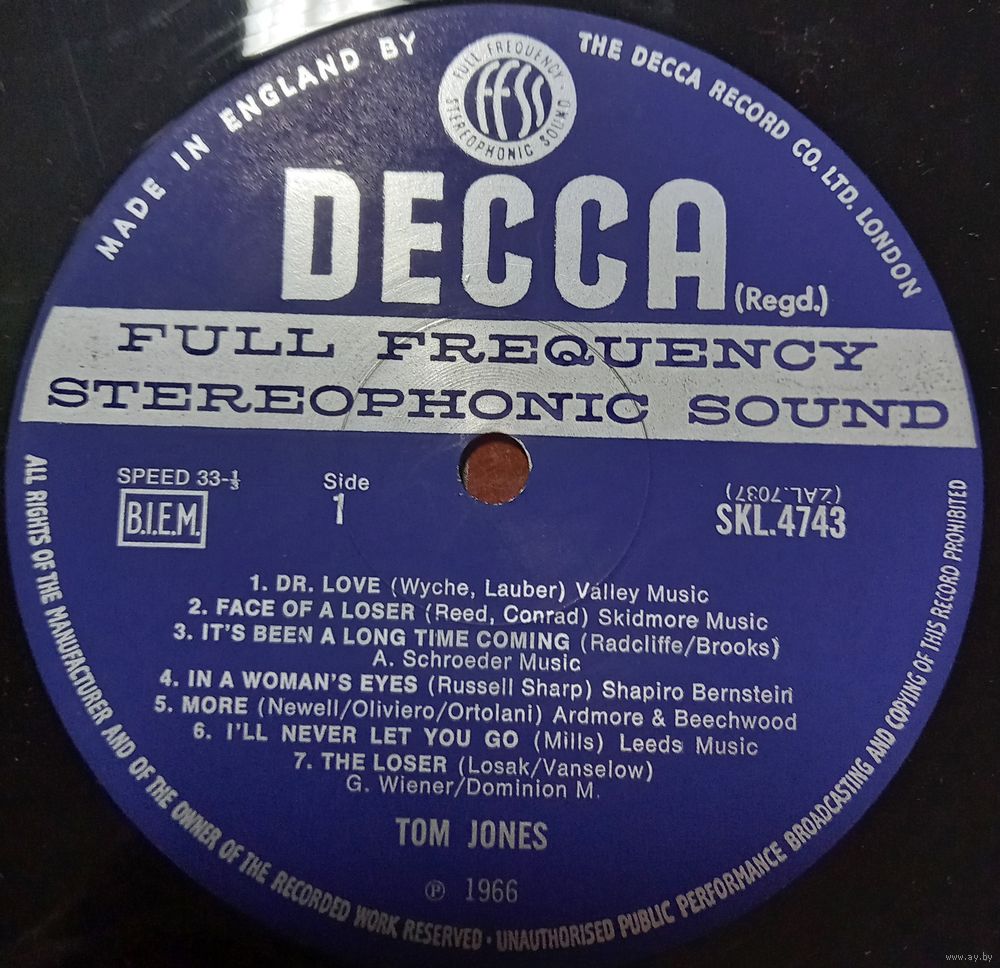 MADE IN ENGLAND BY
THE DECCA RECORD CO. LTD. LONDON
FULL FREQUENCY
FFSS
STEREOPHONIC SOUND
DECCA (Regd.)
FULL FREQUENCY
STEREOPHONIC SOUND
SPEED 33-⅓
B.I.E.M.
Side
1
(ZAL.7037)
SKL.4743
1. DR. LOVE (Wyche, Lauber) Valley Music
2. FACE OF A LOSER (Reed, Conrad) Skidmore Music
3. IT'S BEEN A LONG TIME COMING (Radcliffe/Brooks)
A. Schroeder Music
4. IN A WOMAN'S EYES (Russell Sharp) Shapiro Bernstein
5. MORE (Newell/Oliviero/Ortolani) Ardmore & Beechwood
6. I'LL NEVER LET YOU GO (Mills) Leeds Music
7. THE LOSER (Losak/Vanselow)
G. Wiener/Dominion M.
TOM JONES
℗ 1966
ALL RIGHTS OF THE MANUFACTURER AND OF THE OWNER OF THE RECORDED WORK RESERVED · UNAUTHORISED PUBLIC PERFORMANCE BROADCASTING AND COPYING OF THIS RECORD PROHIBITED
www.ay.by